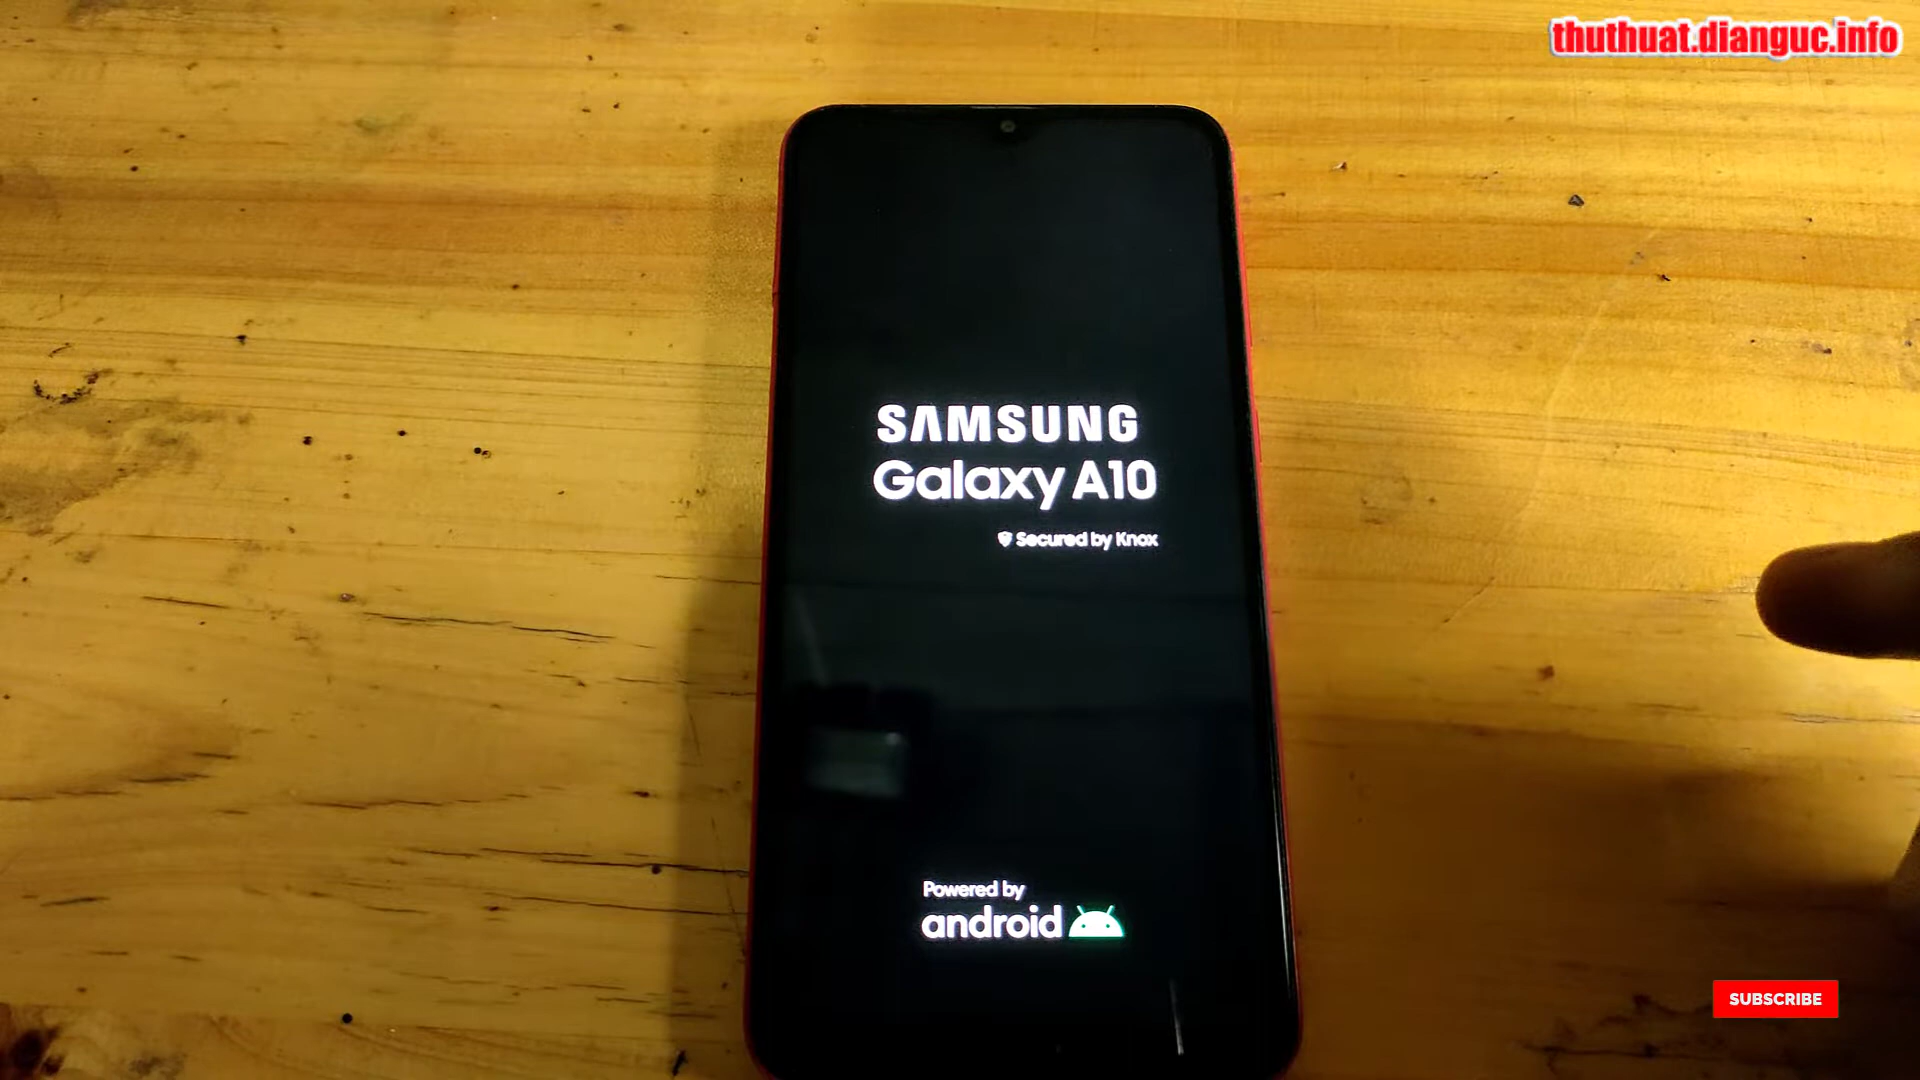 thuthuat.dianguc.info
SAMSUNG
Galaxy A10
Secured by Knox
Powered by
android
SUBSCRIBE